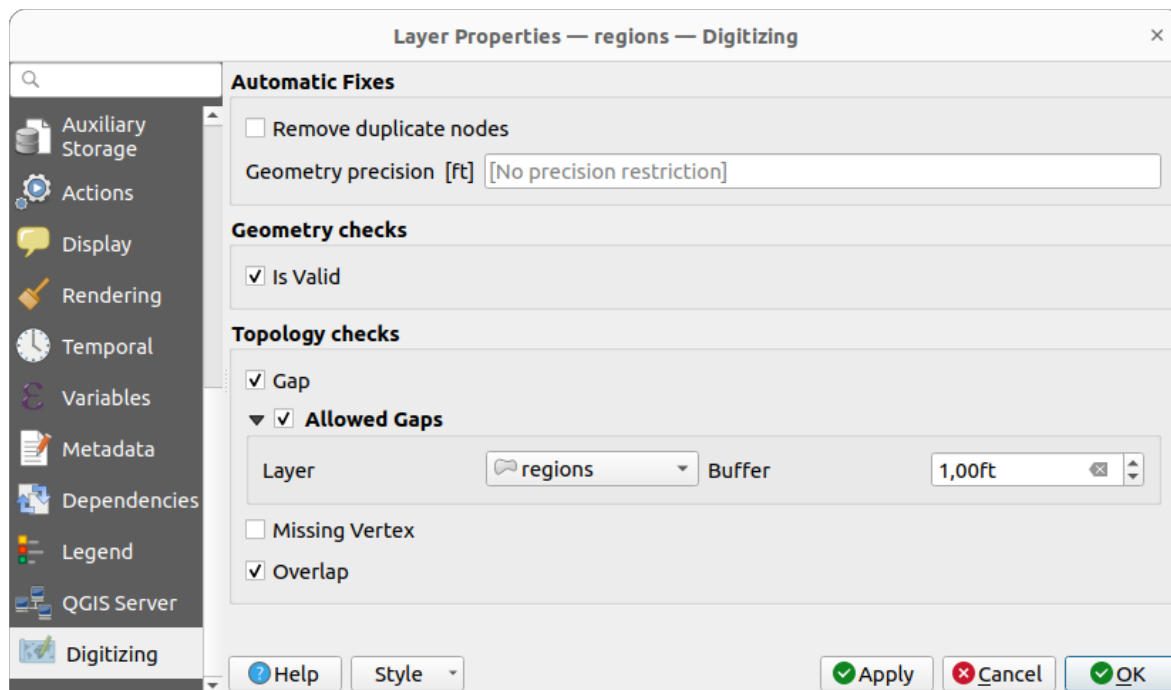 Layer Properties — regions — Digitizing
Auxiliary
Storage
Actions
Display
Rendering
Temporal
Variables
Metadata
Dependencies
Legend
QGIS Server
Digitizing
Automatic Fixes
Remove duplicate nodes
Geometry precision [ft] [No precision restriction]
Geometry checks
Is Valid
Topology checks
Gap
Allowed Gaps
Layer regions Buffer 1,00ft
Missing Vertex
Overlap
Help Style Apply Cancel OK